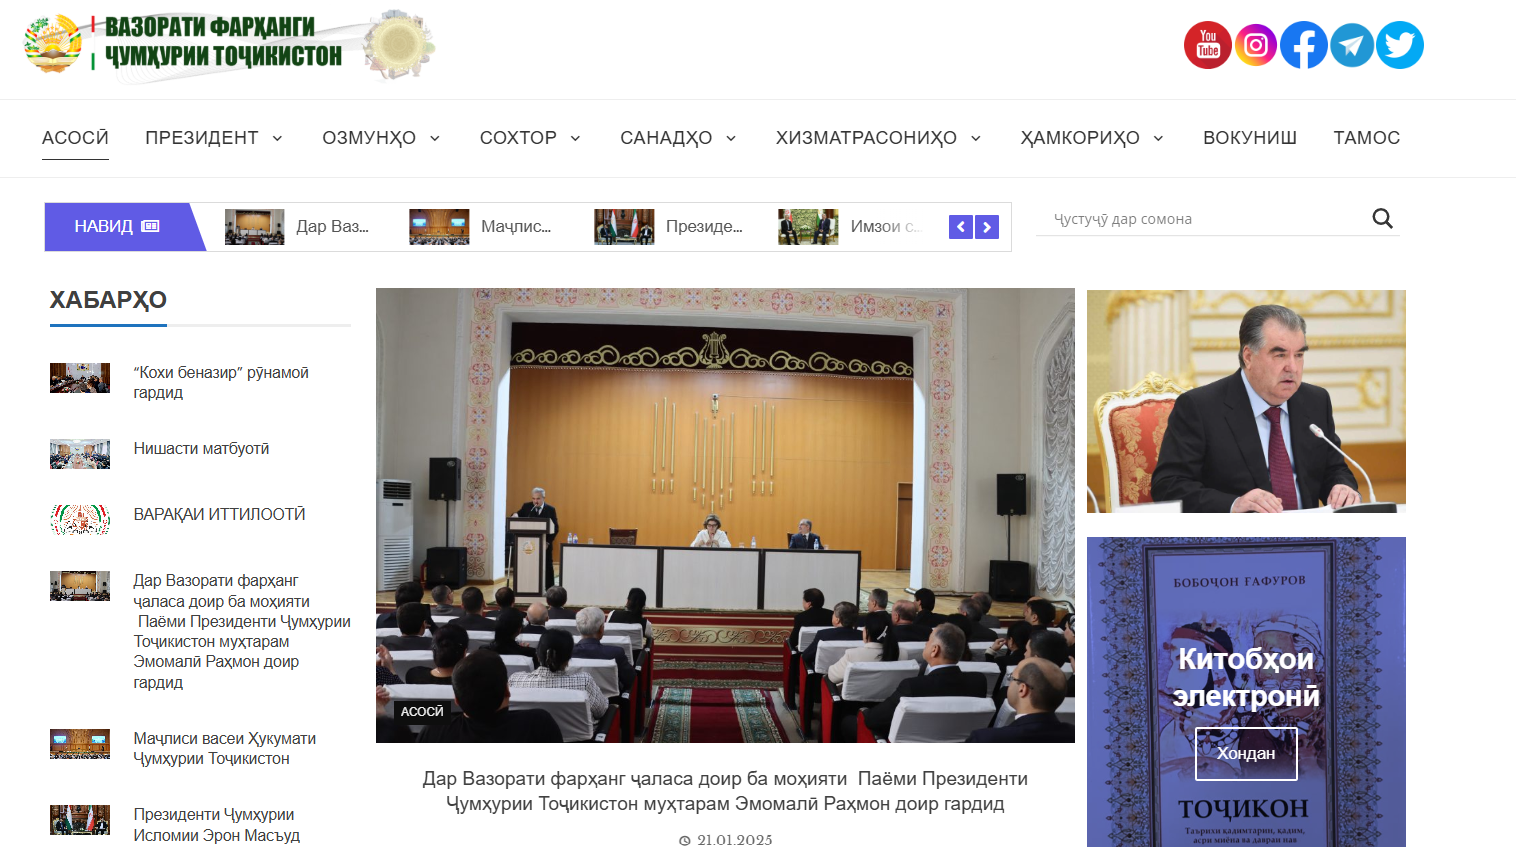 ВАЗОРАТИ ФАРҲАНГИ
ҶУМҲУРИИ ТОҶИКИСТОН
You
Tube
АСОСӢ ПРЕЗИДЕНТ ОЗМУНҲО СОХТОР САНАДҲО ХИЗМАТРАСОНИҲО ҲАМКОРИҲО ВОКУНИШ ТАМОС
НАВИД Дар Ваз... Маҷлис... Президе... Имзои с...
Ҷустуҷӯ дар сомона
ХАБАРҲО
“Кохи беназир” рӯнамоӣ
гардид
Нишасти матбуотӣ
ВАРАҚАИ ИТТИЛООТӢ
Дар Вазорати фарҳанг
ҷаласа доир ба моҳияти
Паёми Президенти Ҷумҳурии
Тоҷикистон муҳтарам
Эмомалӣ Раҳмон доир
гардид
Маҷлиси васеи Ҳукумати
Ҷумҳурии Тоҷикистон
Президенти Ҷумҳурии
Исломии Эрон Масъуд
АСОСӢ
Дар Вазорати фарҳанг ҷаласа доир ба моҳияти Паёми Президенти
Ҷумҳурии Тоҷикистон муҳтарам Эмомалӣ Раҳмон доир гардид
21.01.2025
БОБОҶОН ҒАФУРОВ
Китобҳои
электронӣ
Хондан
ТОҶИКОН
Таърихи қадимтарин, қадим,
асри миёна ва давраи нав